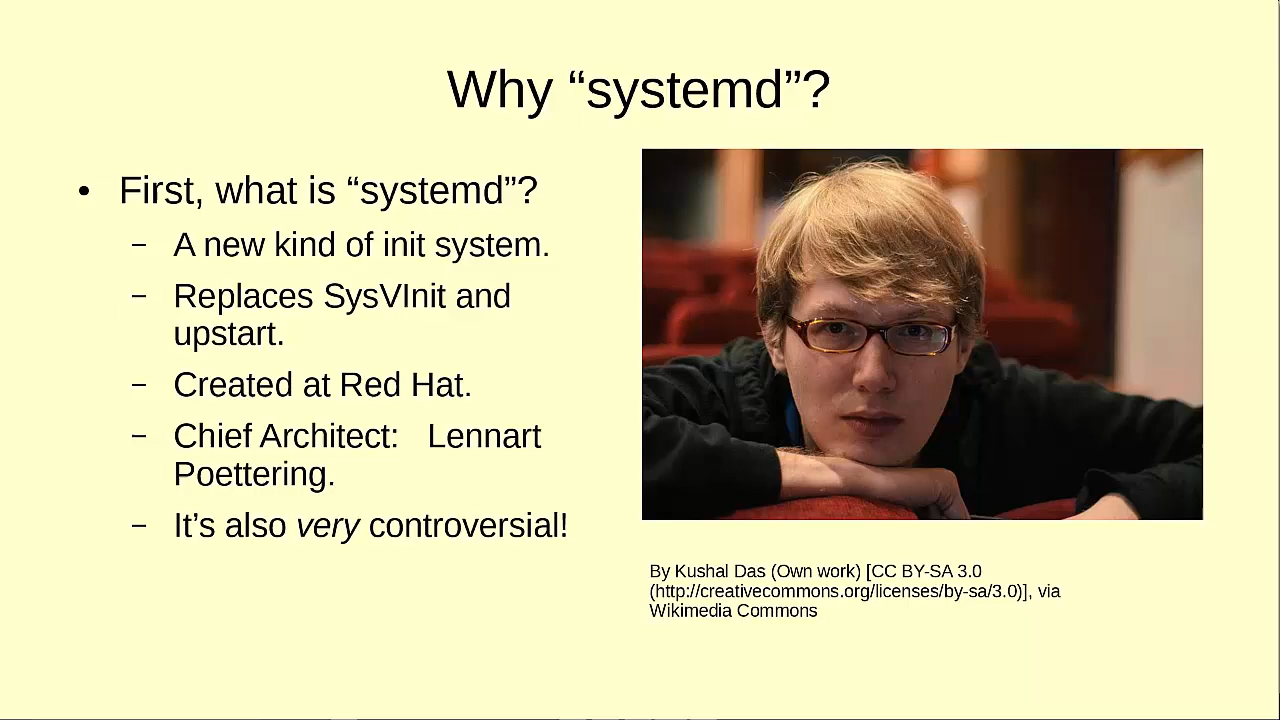 Why “systemd”?
• First, what is “systemd”?
– A new kind of init system.
– Replaces SysVInit and
upstart.
– Created at Red Hat.
– Chief Architect:   Lennart
Poettering.
– It’s also very controversial!
By Kushal Das (Own work) [CC BY-SA 3.0
(http://creativecommons.org/licenses/by-sa/3.0)], via
Wikimedia Commons